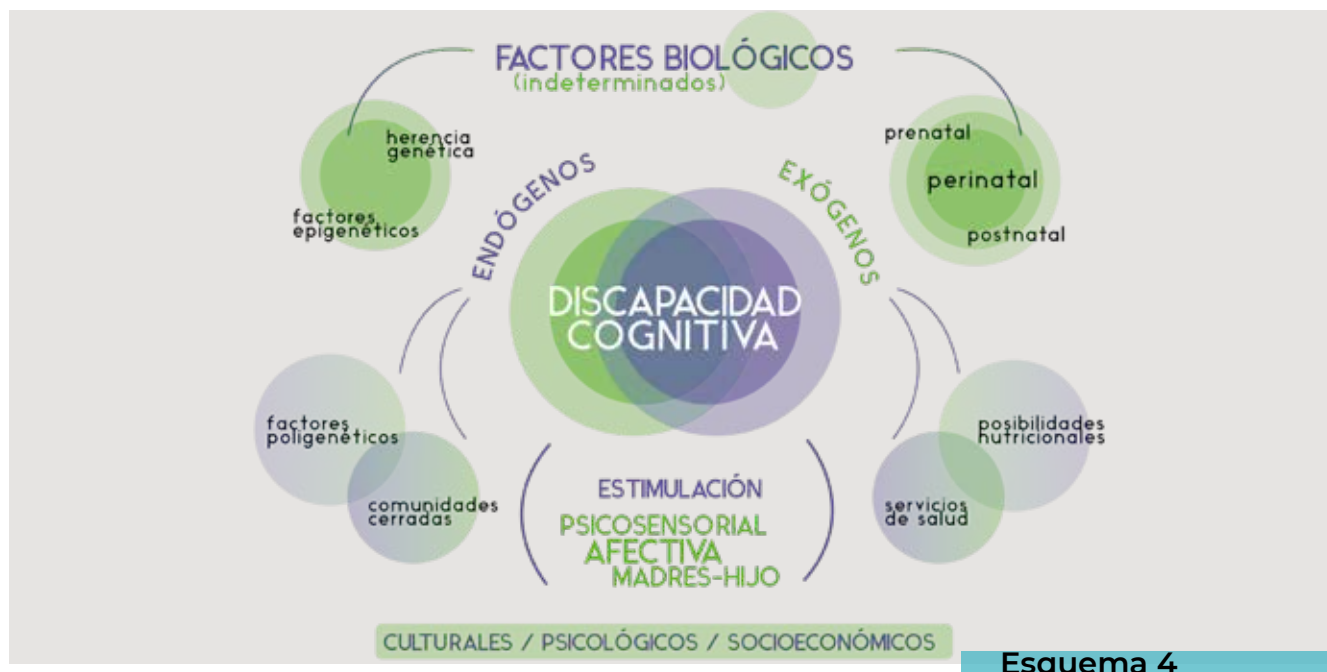 FACTORES BIOLÓGICOS
(indeterminados)
herencia
genética
factores
epigenéticos
prenatal
perinatal
postnatal
ENDÓGENOS
EXÓGENOS
DISCAPACIDAD
COGNITIVA
factores
poligenéticos
comunidades
cerradas
posibilidades
nutricionales
servicios
de salud
ESTIMULACIÓN
PSICOSENSORIAL
AFECTIVA
MADRES-HIJO
CULTURALES / PSICOLÓGICOS / SOCIOECONÓMICOS
Esquema 4